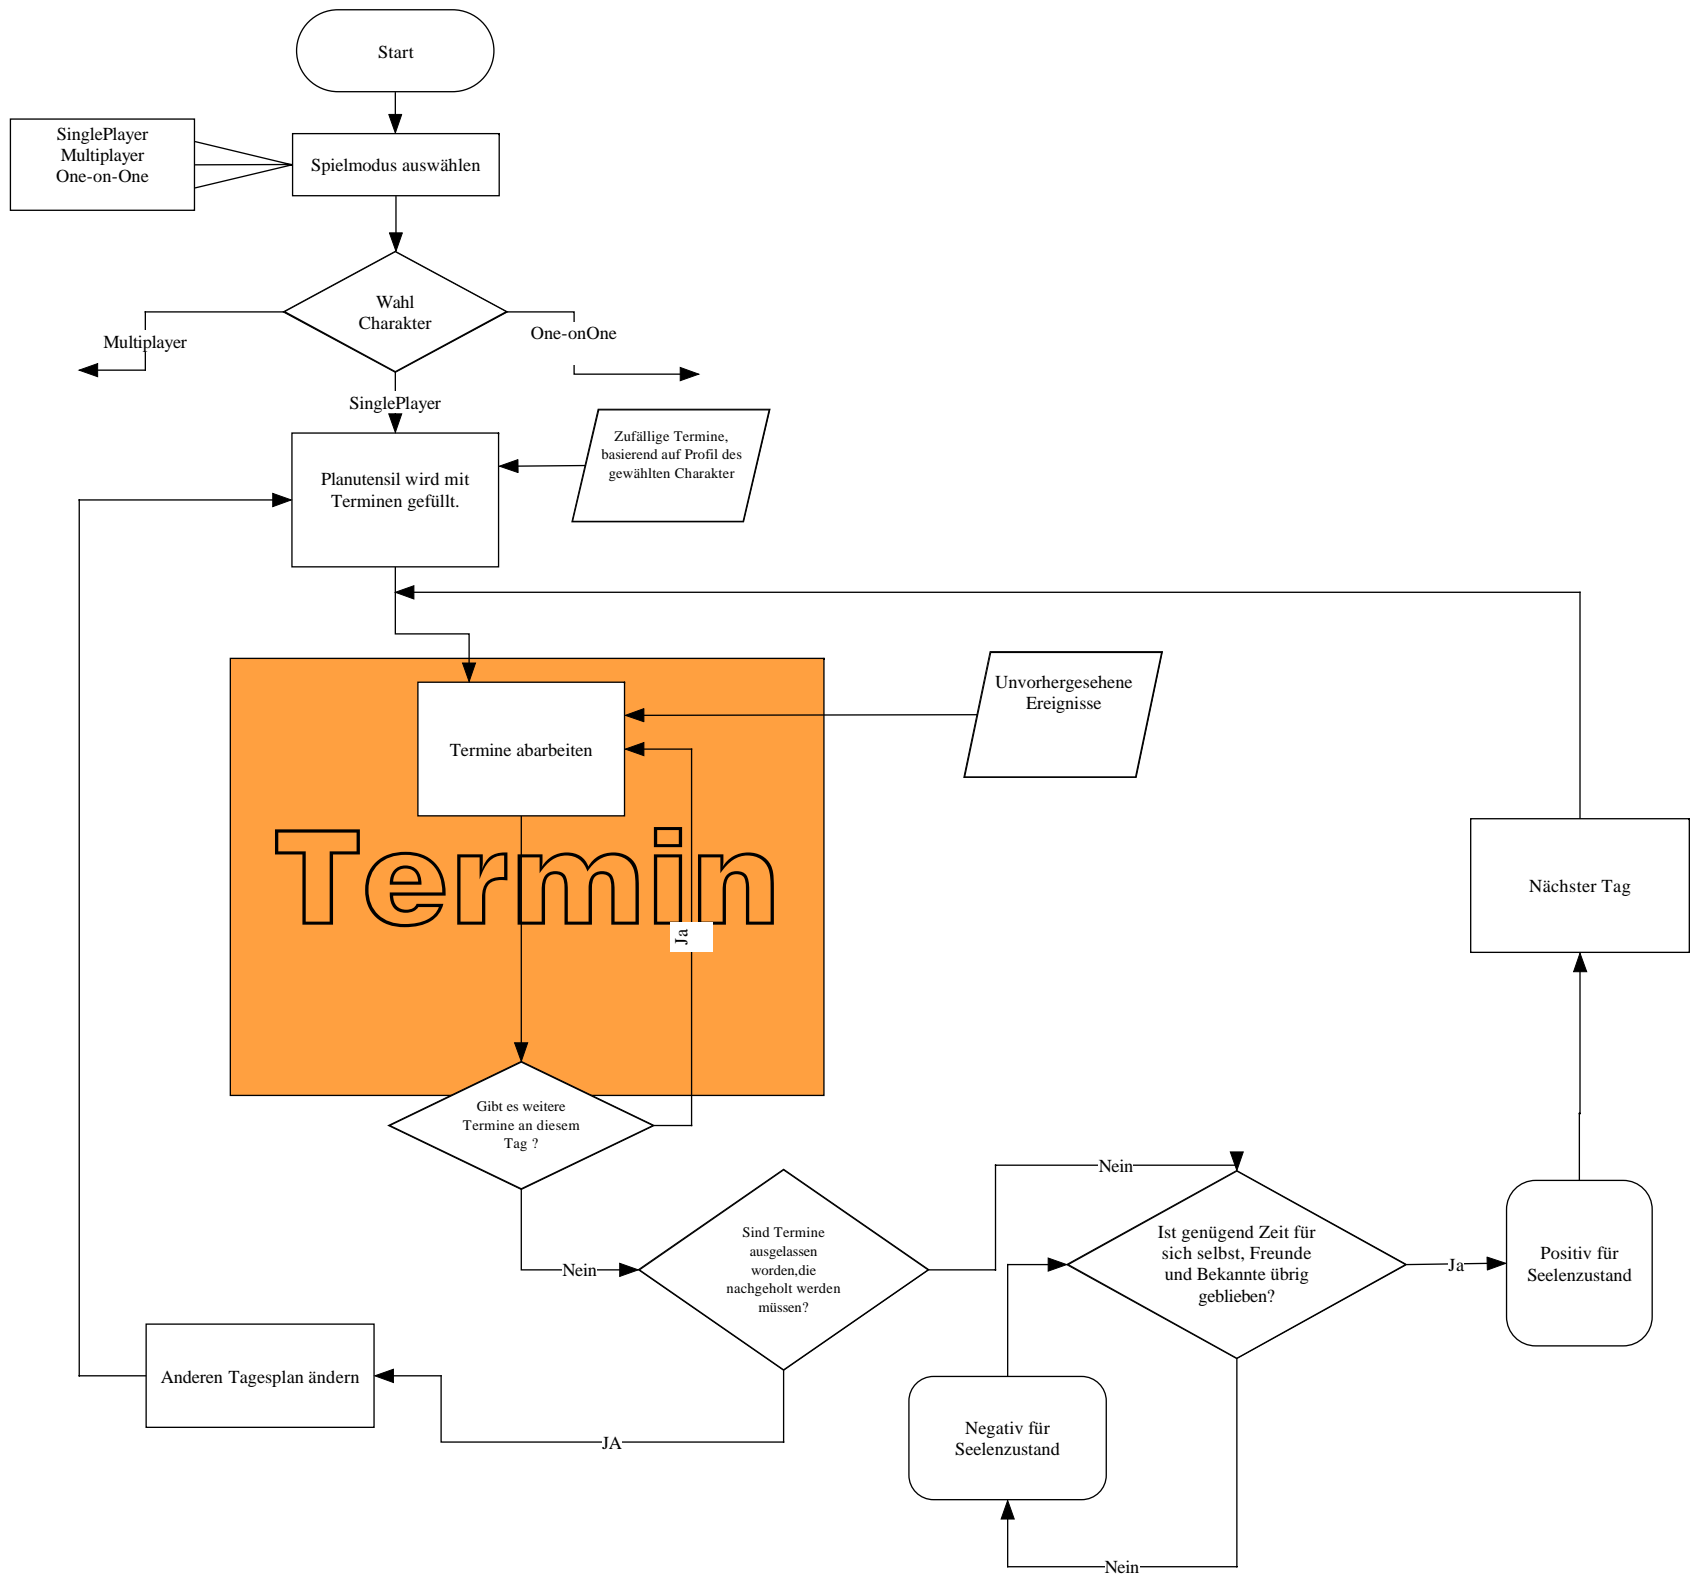 Start
SinglePlayer
Multiplayer
One-on-One
Spielmodus auswählen
Wahl
Charakter
Multiplayer
One-onOne
SinglePlayer
Zufällige Termine,
basierend auf Profil des
gewählten Charakter
Planutensil wird mit
Terminen gefüllt.
Unvorhergesehene
Ereignisse
Termine abarbeiten
Termin
Ja
Nächster Tag
Gibt es weitere
Termine an diesem
Tag ?
Nein
Sind Termine
ausgelassen
worden,die
nachgeholt werden
müssen?
Nein
Ist genügend Zeit für
sich selbst, Freunde
und Bekannte übrig
geblieben?
Ja
Positiv für
Seelenzustand
Anderen Tagesplan ändern
JA
Negativ für
Seelenzustand
Nein